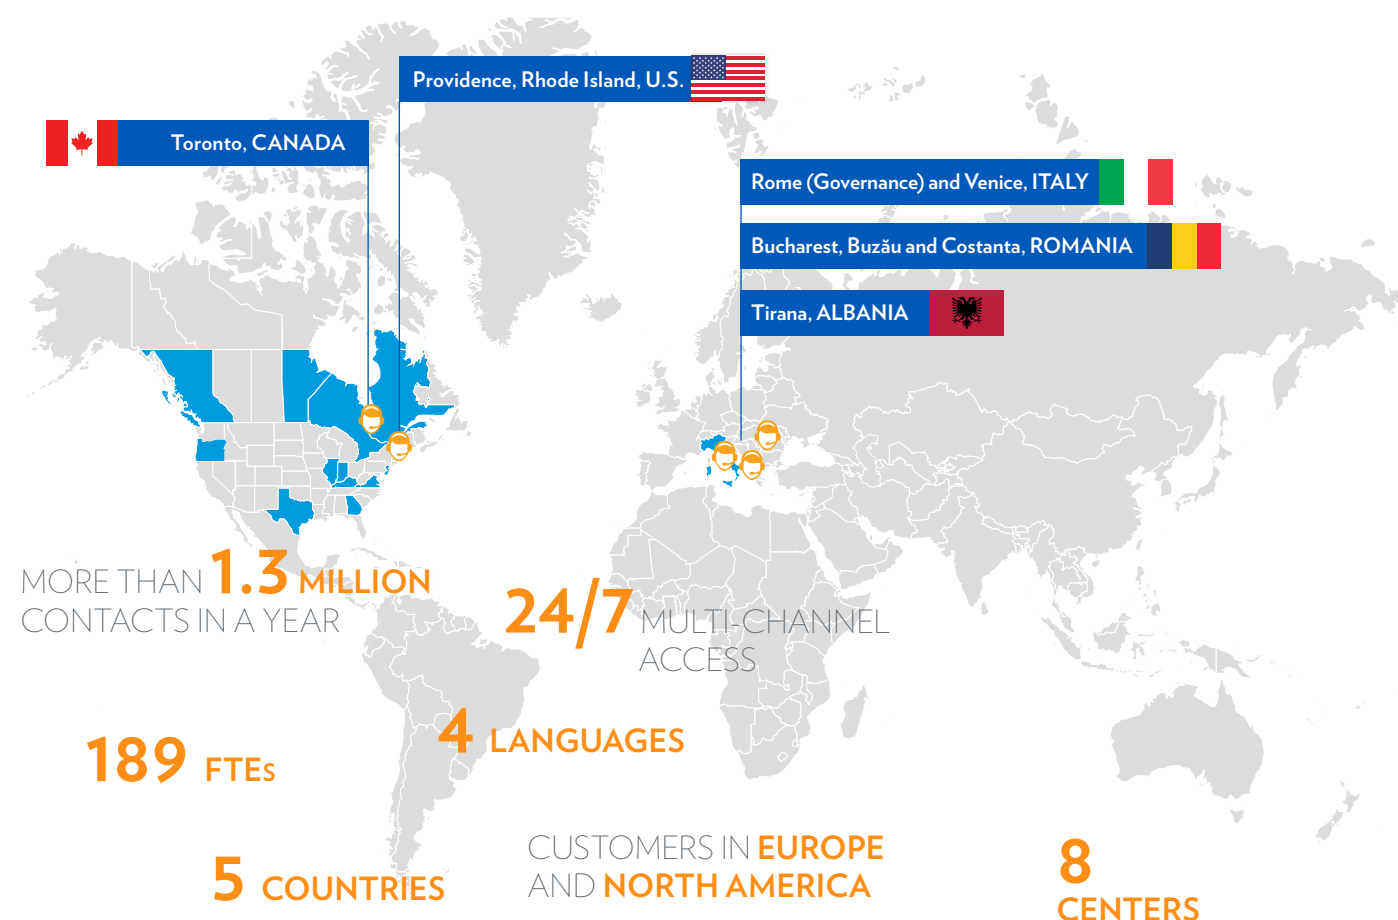 Providence, Rhode Island, U.S.
Toronto, CANADA
Rome (Governance) and Venice, ITALY
Bucharest, Buzău and Costanta, ROMANIA
Tirana, ALBANIA
MORE THAN 1.3 MILLION
CONTACTS IN A YEAR
24/7 MULTI-CHANNEL
ACCESS
4 LANGUAGES
189 FTEs
5 COUNTRIES
CUSTOMERS IN EUROPE
AND NORTH AMERICA
8
CENTERS